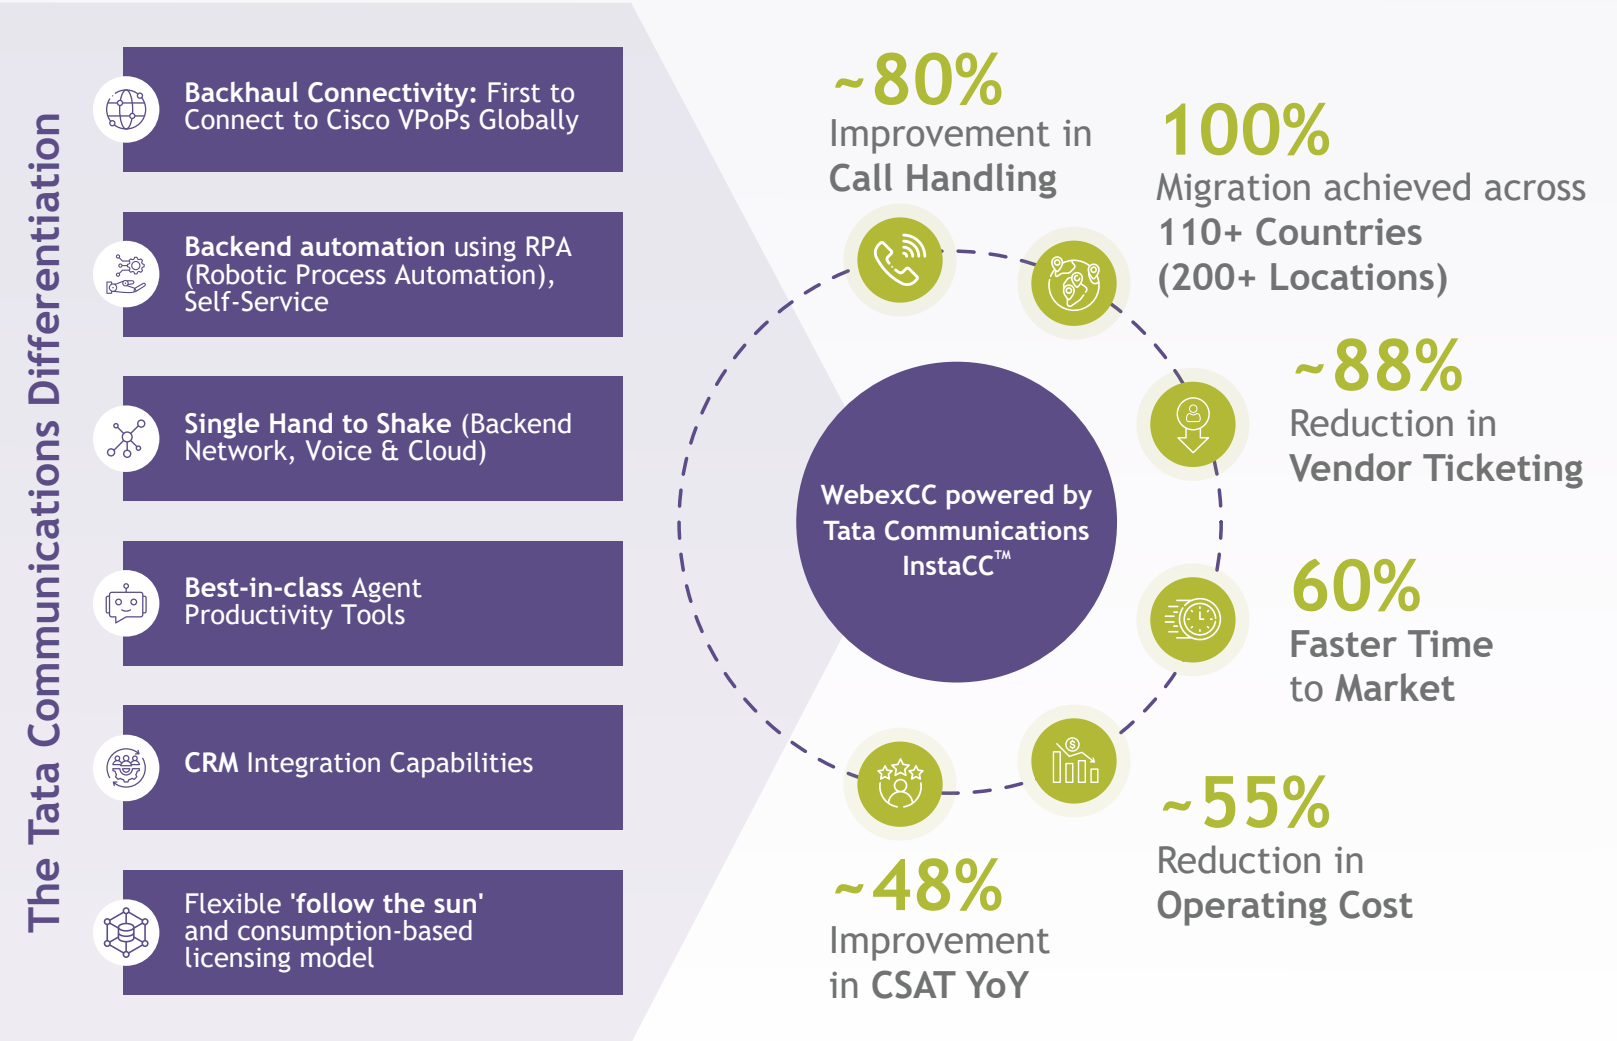 The Tata Communications Differentiation
Backhaul Connectivity: First to
Connect to Cisco VPoPs Globally
Backend automation using RPA
(Robotic Process Automation),
Self-Service
Single Hand to Shake (Backend
Network, Voice & Cloud)
Best-in-class Agent
Productivity Tools
CRM Integration Capabilities
Flexible 'follow the sun'
and consumption-based
licensing model
WebexCC powered by
Tata Communications
InstaCC™
~80%
Improvement in
Call Handling
100%
Migration achieved across
110+ Countries
(200+ Locations)
~88%
Reduction in
Vendor Ticketing
60%
Faster Time
to Market
~55%
Reduction in
Operating Cost
~48%
Improvement
in CSAT YoY